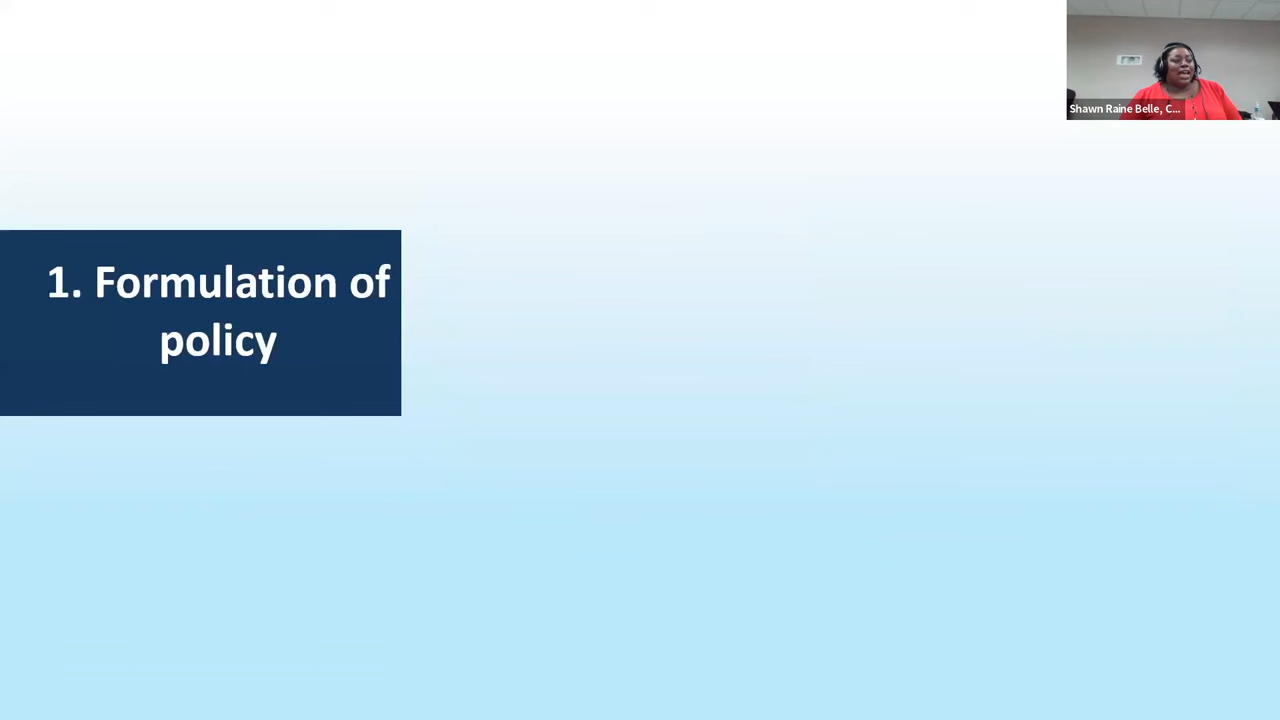 Shawn Raine Belle, C...
1. Formulation of
policy